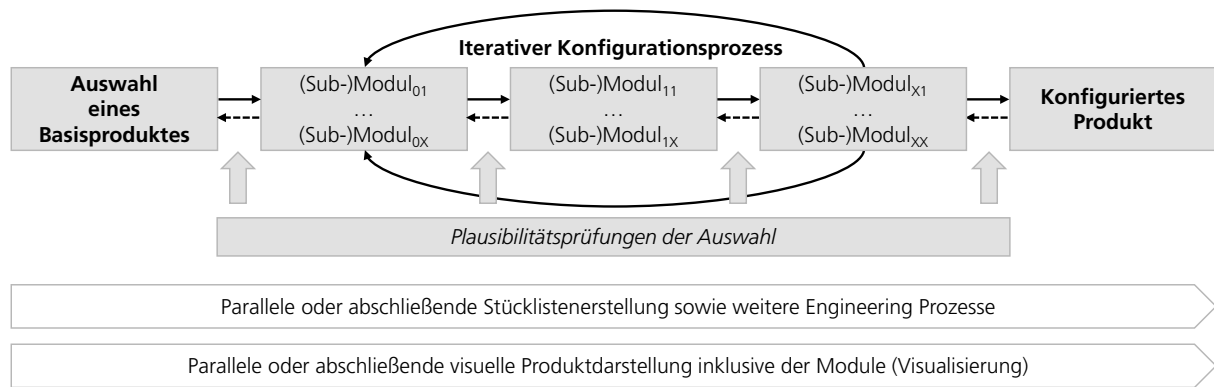 Iterativer Konfigurationsprozess
Auswahl
eines
Basisproduktes
(Sub-)Modul01
…
(Sub-)Modul0X
(Sub-)Modul11
…
(Sub-)Modul1X
(Sub-)ModulX1
…
(Sub-)ModulXX
Konfiguriertes
Produkt
Plausibilitätsprüfungen der Auswahl
Parallele oder abschließende Stücklistenerstellung sowie weitere Engineering Prozesse
Parallele oder abschließende visuelle Produktdarstellung inklusive der Module (Visualisierung)